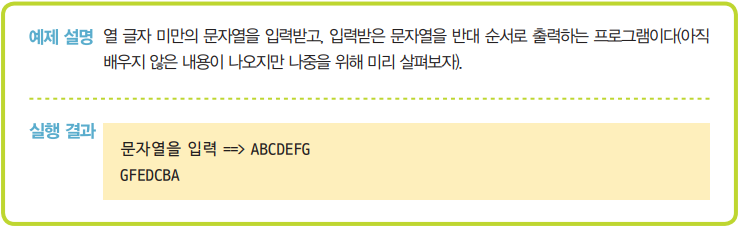 예제 설명 열 글자 미만의 문자열을 입력받고, 입력받은 문자열을 반대 순서로 출력하는 프로그램이다(아직
배우지 않은 내용이 나오지만 나중을 위해 미리 살펴보자).
실행 결과
문자열을 입력 ==> ABCDEFG
GFEDCBA